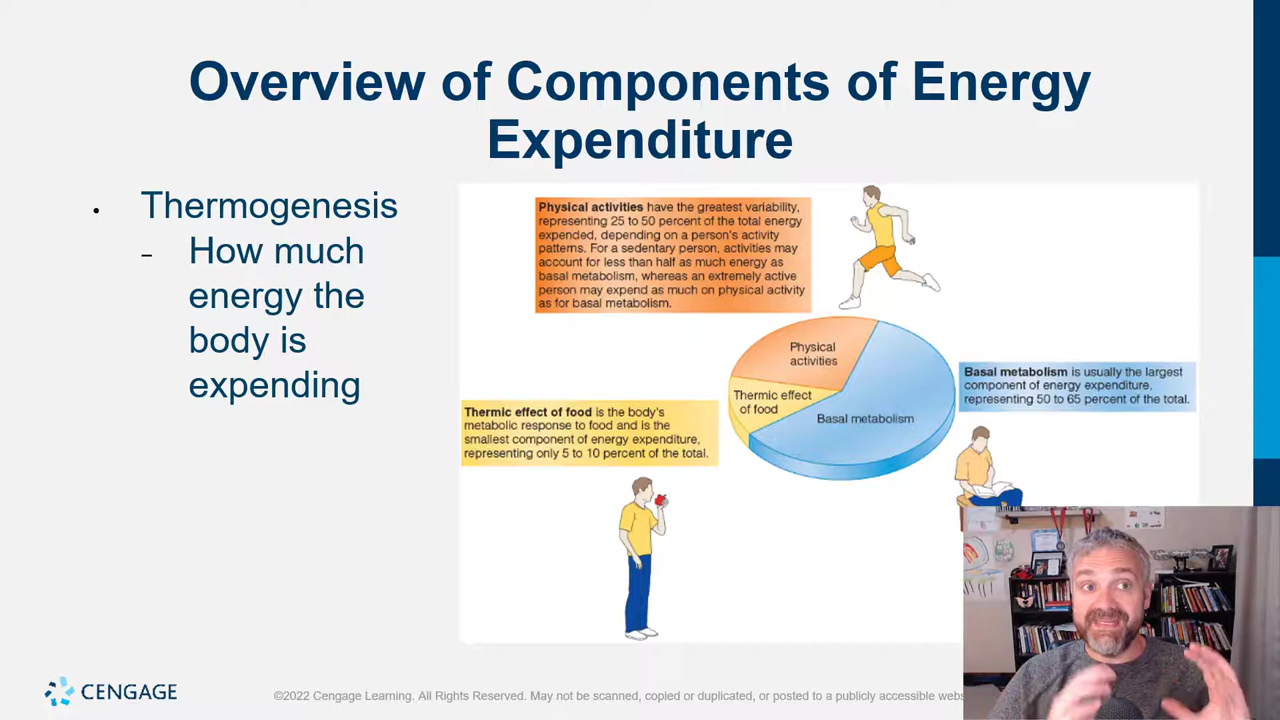 Overview of Components of Energy
Expenditure
• Thermogenesis
– How much
energy the
body is
expending
Physical activities have the greatest variability,
representing 25 to 50 percent of the total energy
expended, depending on a person's activity
patterns. For a sedentary person, activities may
account for less than half as much energy as
basal metabolism, whereas an extremely active
person may expend as much on physical activity
as for basal metabolism.
Physical
activities
Thermic effect
of food
Basal metabolism
Basal metabolism is usually the largest
component of energy expenditure,
representing 50 to 65 percent of the total.
Thermic effect of food is the body's
metabolic response to food and is the
smallest component of energy expenditure,
representing only 5 to 10 percent of the total.
CENGAGE
©2022 Cengage Learning. All Rights Reserved. May not be scanned, copied or duplicated, or posted to a publicly accessible